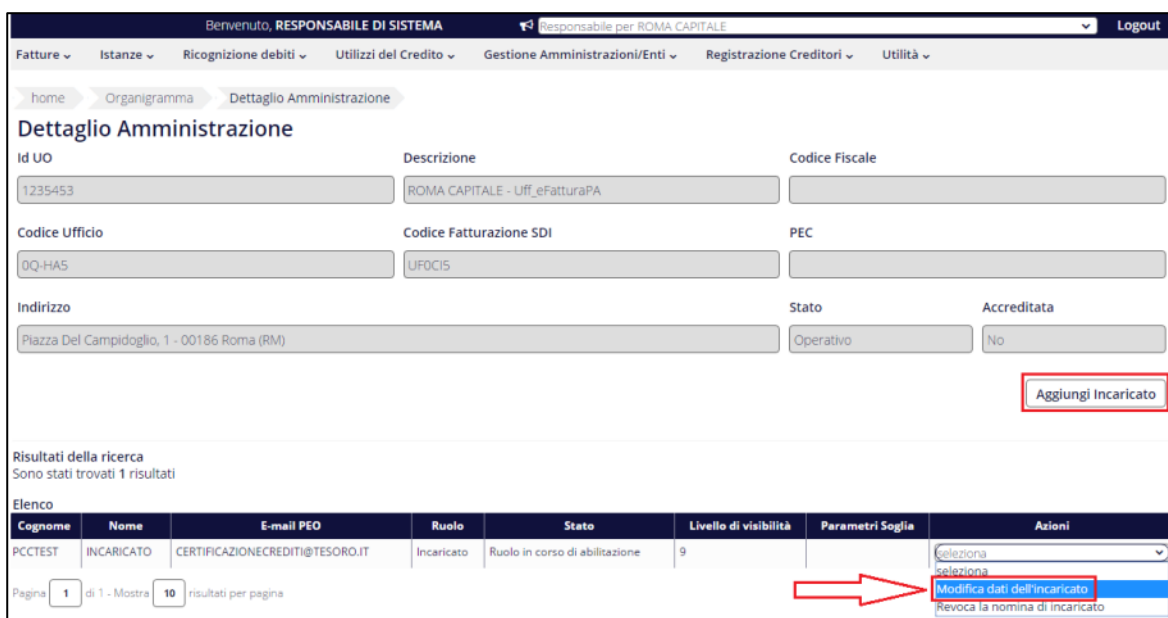 Benvenuto, RESPONSABILE DI SISTEMA Responsabile per ROMA CAPITALE Logout
Fatture Istanze Ricognizione debiti Utilizzi del Credito Gestione Amministrazioni/Enti Registrazione Creditori Utilità
home Organigramma Dettaglio Amministrazione
Dettaglio Amministrazione
Id UO Descrizione Codice Fiscale
1235453 ROMA CAPITALE - Uff_eFatturaPA
Codice Ufficio Codice Fatturazione SDI PEC
0Q-HA5 UF0CI5
Indirizzo Stato Accreditata
Piazza Del Campidoglio, 1 - 00186 Roma (RM) Operativo No
Aggiungi Incaricato
Risultati della ricerca
Sono stati trovati 1 risultati
Elenco
Cognome Nome E-mail PEO Ruolo Stato Livello di visibilità Parametri Soglia Azioni
PCCTEST INCARICATO CERTIFICAZIONECREDITI@TESORO.IT Incaricato Ruolo in corso di abilitazione 9 seleziona
seleziona
Pagina 1 di 1 - Mostra 10 risultati per pagina Modifica dati dell'incaricato
Revoca la nomina di incaricato